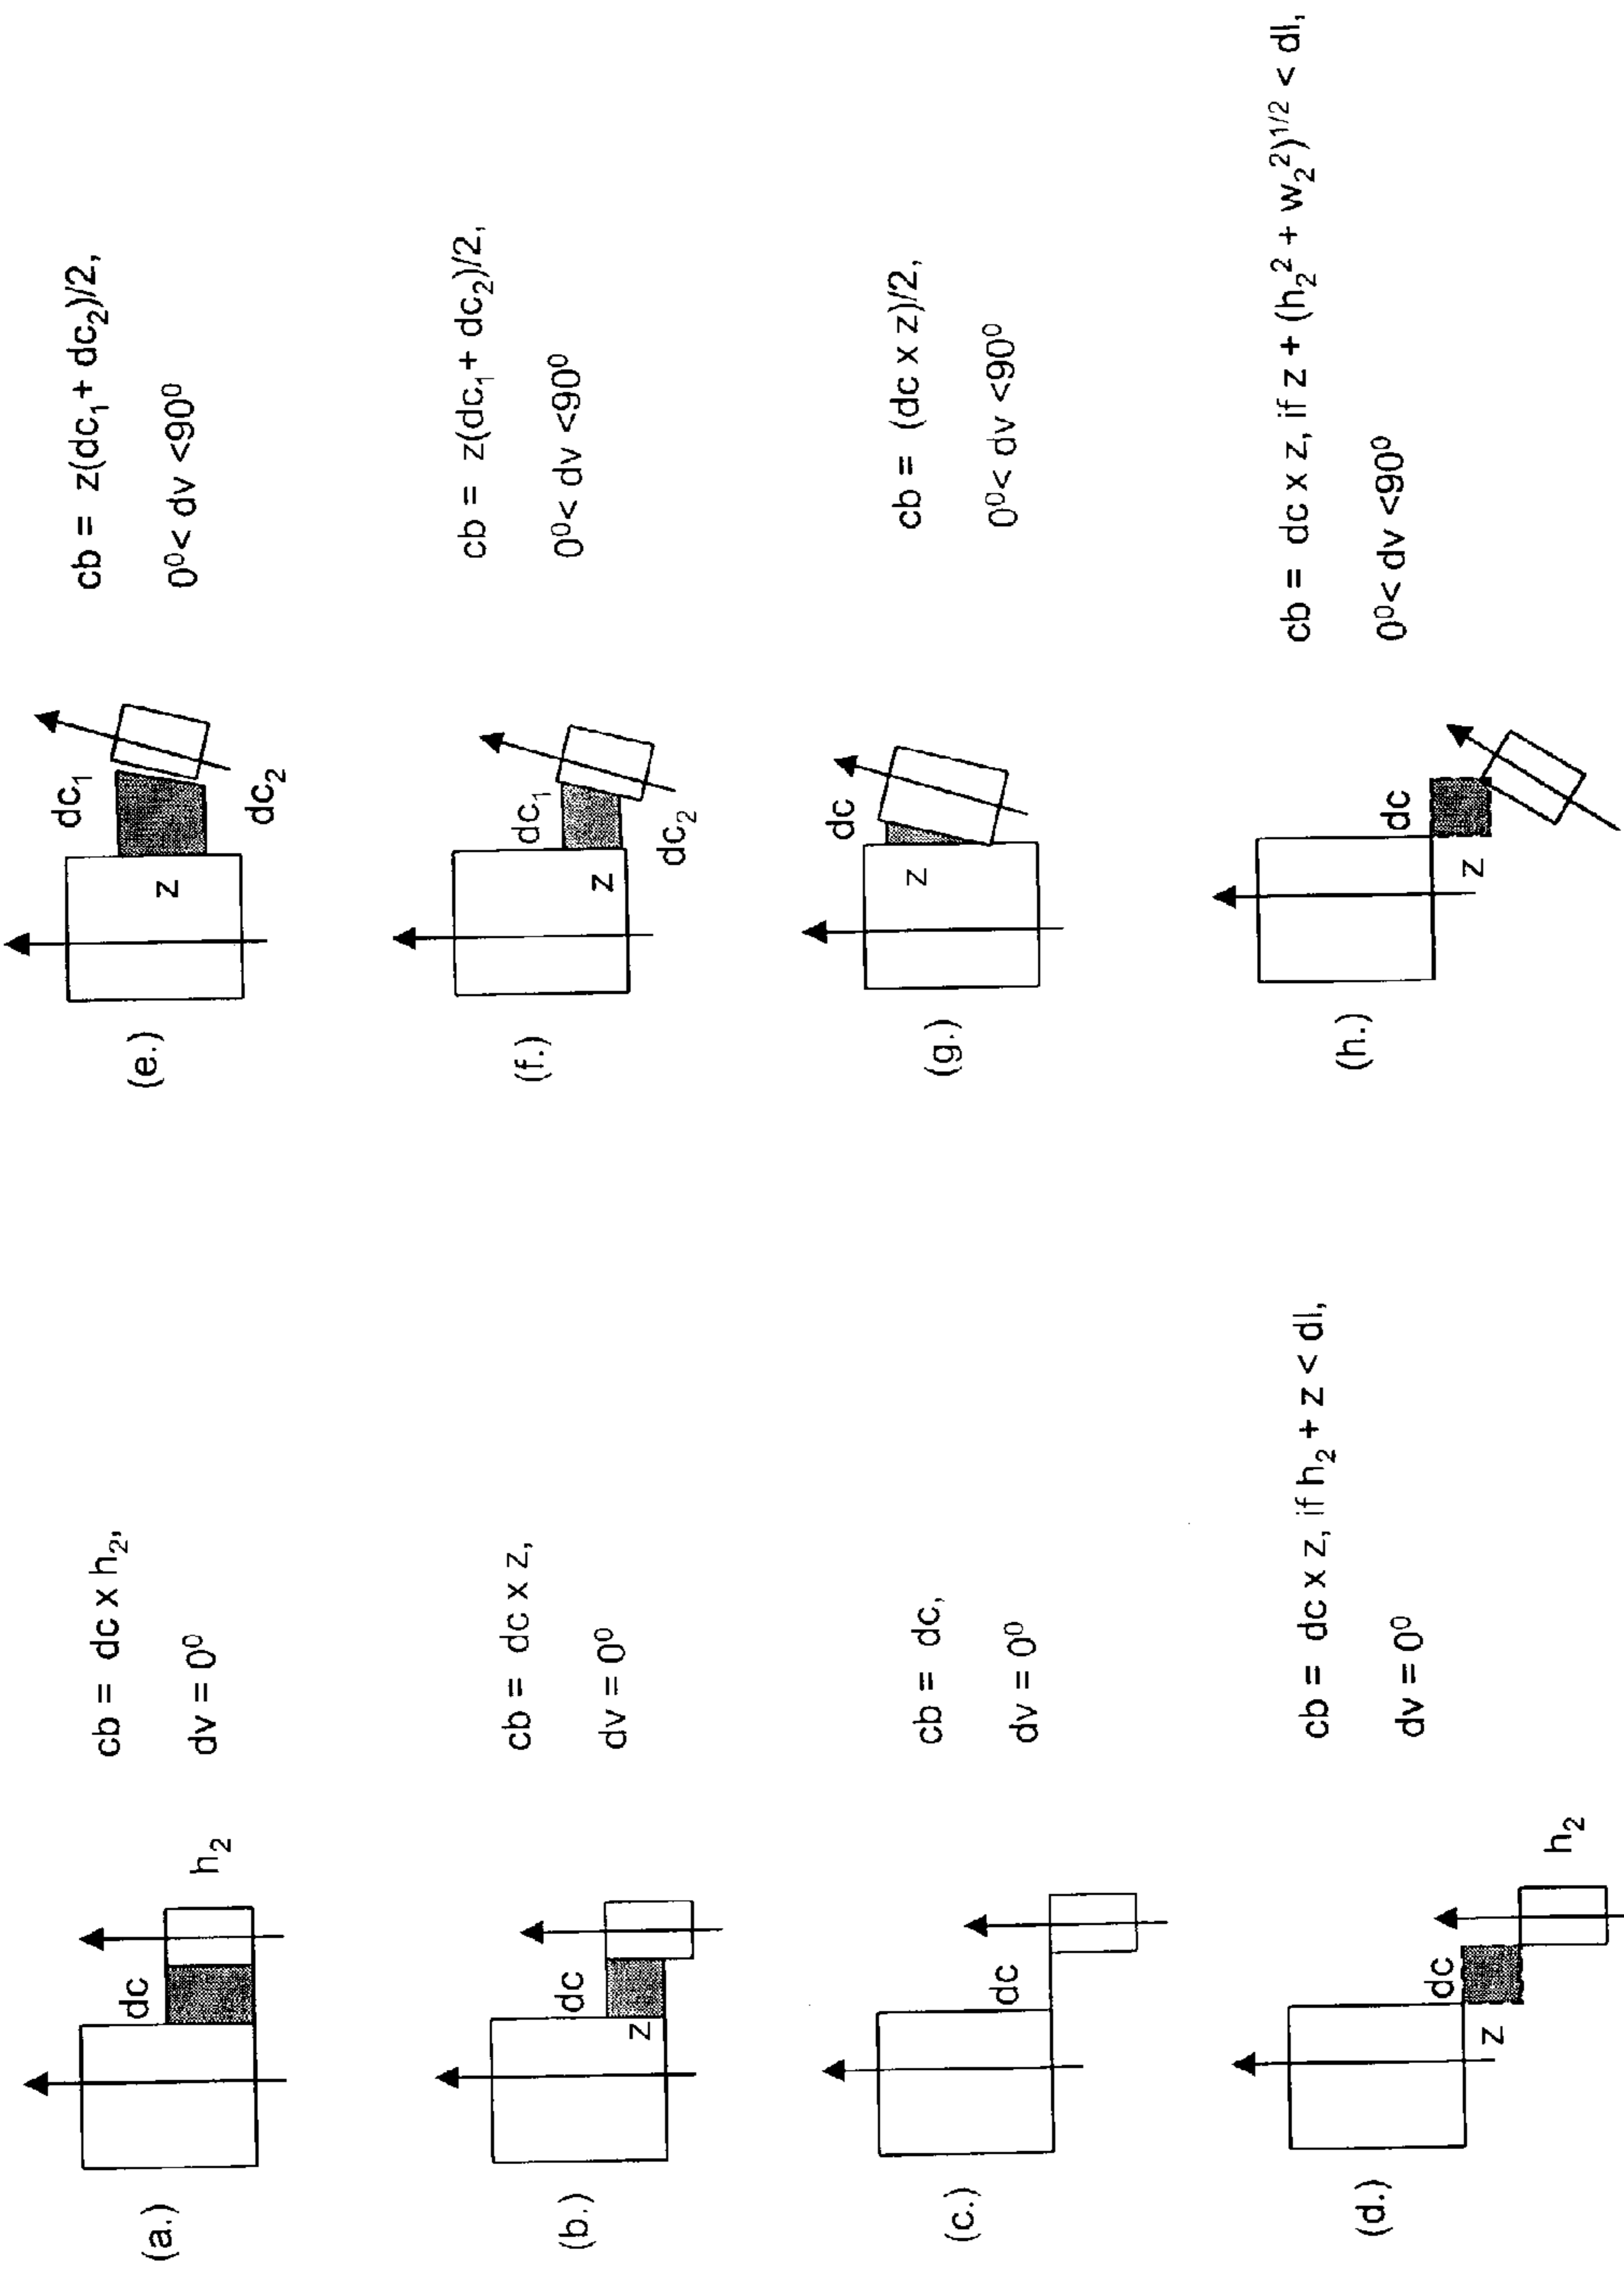 (a.)
dc
h₂
cb = dc x h₂,
dv = 0⁰
(b.)
dc
z
cb = dc x z,
dv = 0⁰
(c.)
dc
cb = dc,
dv = 0⁰
(d.)
dc
z
h₂
cb = dc x z, if h₂ + z < dl,
dv = 0⁰
(e.)
dc₁
z
dc₂
cb = z(dc₁ + dc₂)/2,
0⁰< dv <90⁰
(f.)
dc₁
z
dc₂
cb = z(dc₁ + dc₂)/2,
0⁰< dv <90⁰
(g.)
dc
z
cb = (dc x z)/2,
0⁰< dv <90⁰
(h.)
dc
z
cb = dc x z, if z + (h₂² + w₂²)¹/² < dl,
0⁰< dv <90⁰